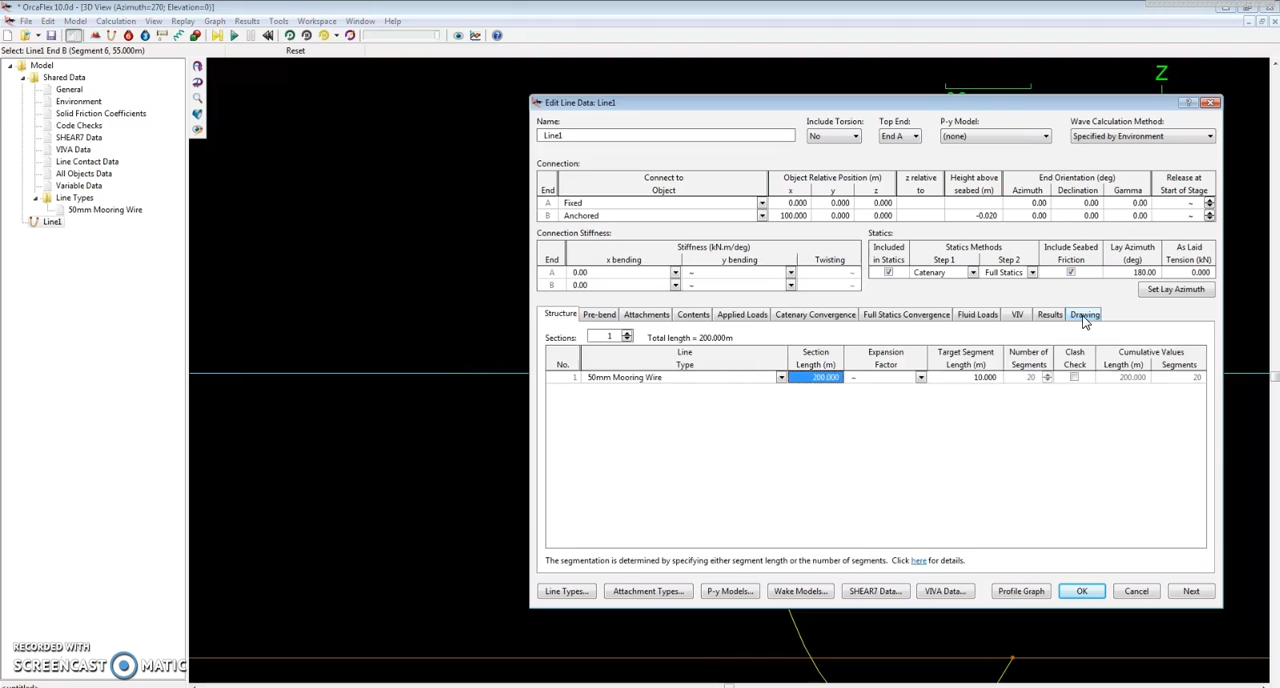 * OrcaFlex 10.0d - [3D View (Azimuth=270; Elevation=0)]
File Edit Model Calculation View Replay Graph Results Tools Workspace Window Help
Select: Line1 End B (Segment 6, 55.000m) Reset
Model
Shared Data
General
Environment
Solid Friction Coefficients
Code Checks
SHEAR7 Data
VIVA Data
Line Contact Data
All Objects Data
Variable Data
Line Types
50mm Mooring Wire
Line1
Z
Edit Line Data: Line1
Name: Include Torsion: Top End: P-y Model: Wave Calculation Method:
Line1 No End A (none) Specified by Environment
Connection:
Connect to Object Relative Position (m) z relative Height above End Orientation (deg) Release at
End Object x y z to seabed (m) Azimuth Declination Gamma Start of Stage
A Fixed 0.000 0.000 0.000 0.00 0.00 0.00 ~
B Anchored 100.000 0.000 0.000 -0.020 0.00 0.00 0.00 ~
Connection Stiffness: Statics:
Stiffness (kN.m/deg) Included Statics Methods Include Seabed Lay Azimuth As Laid
End x bending y bending Twisting in Statics Step 1 Step 2 Friction (deg) Tension (kN)
A 0.00 ~ ~ Catenary Full Statics 180.00 0.000
B 0.00 ~ ~
Set Lay Azimuth
Structure Pre-bend Attachments Contents Applied Loads Catenary Convergence Full Statics Convergence Fluid Loads VIV Results Drawing
Sections: 1 Total length = 200.000m
Line Section Expansion Target Segment Number of Clash Cumulative Values
No. Type Length (m) Factor Length (m) Segments Check Length (m) Segments
1 50mm Mooring Wire 200.000 ~ 10.000 20 200.000 20
The segmentation is determined by specifying either segment length or the number of segments. Click here for details.
Line Types... Attachment Types... P-y Models... Wake Models... SHEAR7 Data... VIVA Data... Profile Graph OK Cancel Next
RECORDED WITH
SCREENCAST MATIC